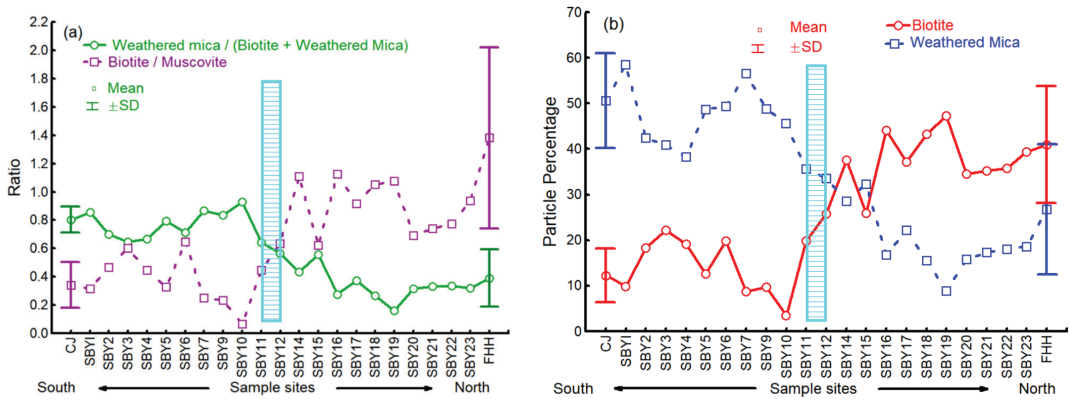 (a)
Weathered mica / (Biotite + Weathered Mica)
Biotite / Muscovite
Mean
±SD
Ratio
2.2
2.0
1.8
1.6
1.4
1.2
1.0
0.8
0.6
0.4
0.2
0.0
CJ
SBYI
SBY2
SBY3
SBY4
SBY5
SBY6
SBY7
SBY9
SBY10
SBY11
SBY12
SBY14
SBY15
SBY16
SBY17
SBY18
SBY19
SBY20
SBY21
SBY22
SBY23
FHH
South Sample sites North
(b)
Biotite
Weathered Mica
Mean
±SD
Particle Percentage
70
60
50
40
30
20
10
0
CJ
SBYI
SBY2
SBY3
SBY4
SBY5
SBY6
SBY7
SBY9
SBY10
SBY11
SBY12
SBY14
SBY15
SBY16
SBY17
SBY18
SBY19
SBY20
SBY21
SBY22
SBY23
FHH
South Sample sites North